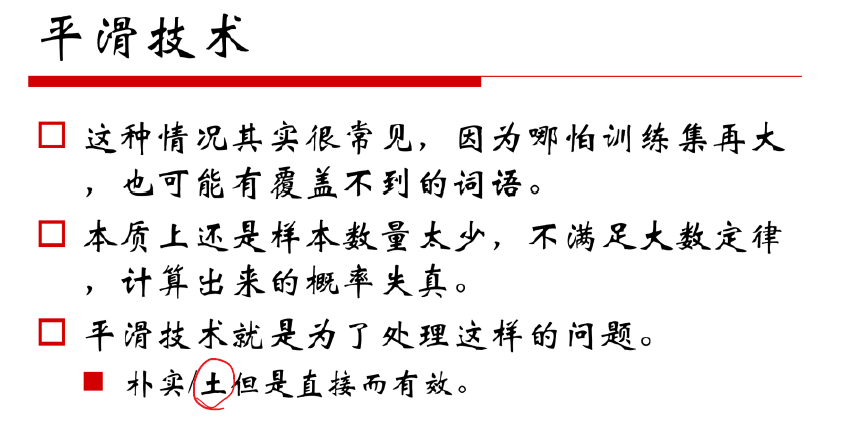 平滑技术
这种情况其实很常见，因为哪怕训练集再大
，也可能有覆盖不到的词语。
本质上还是样本数量太少，不满足大数定律
，计算出来的概率失真。
平滑技术就是为了处理这样的问题。
朴实/土但是直接而有效。